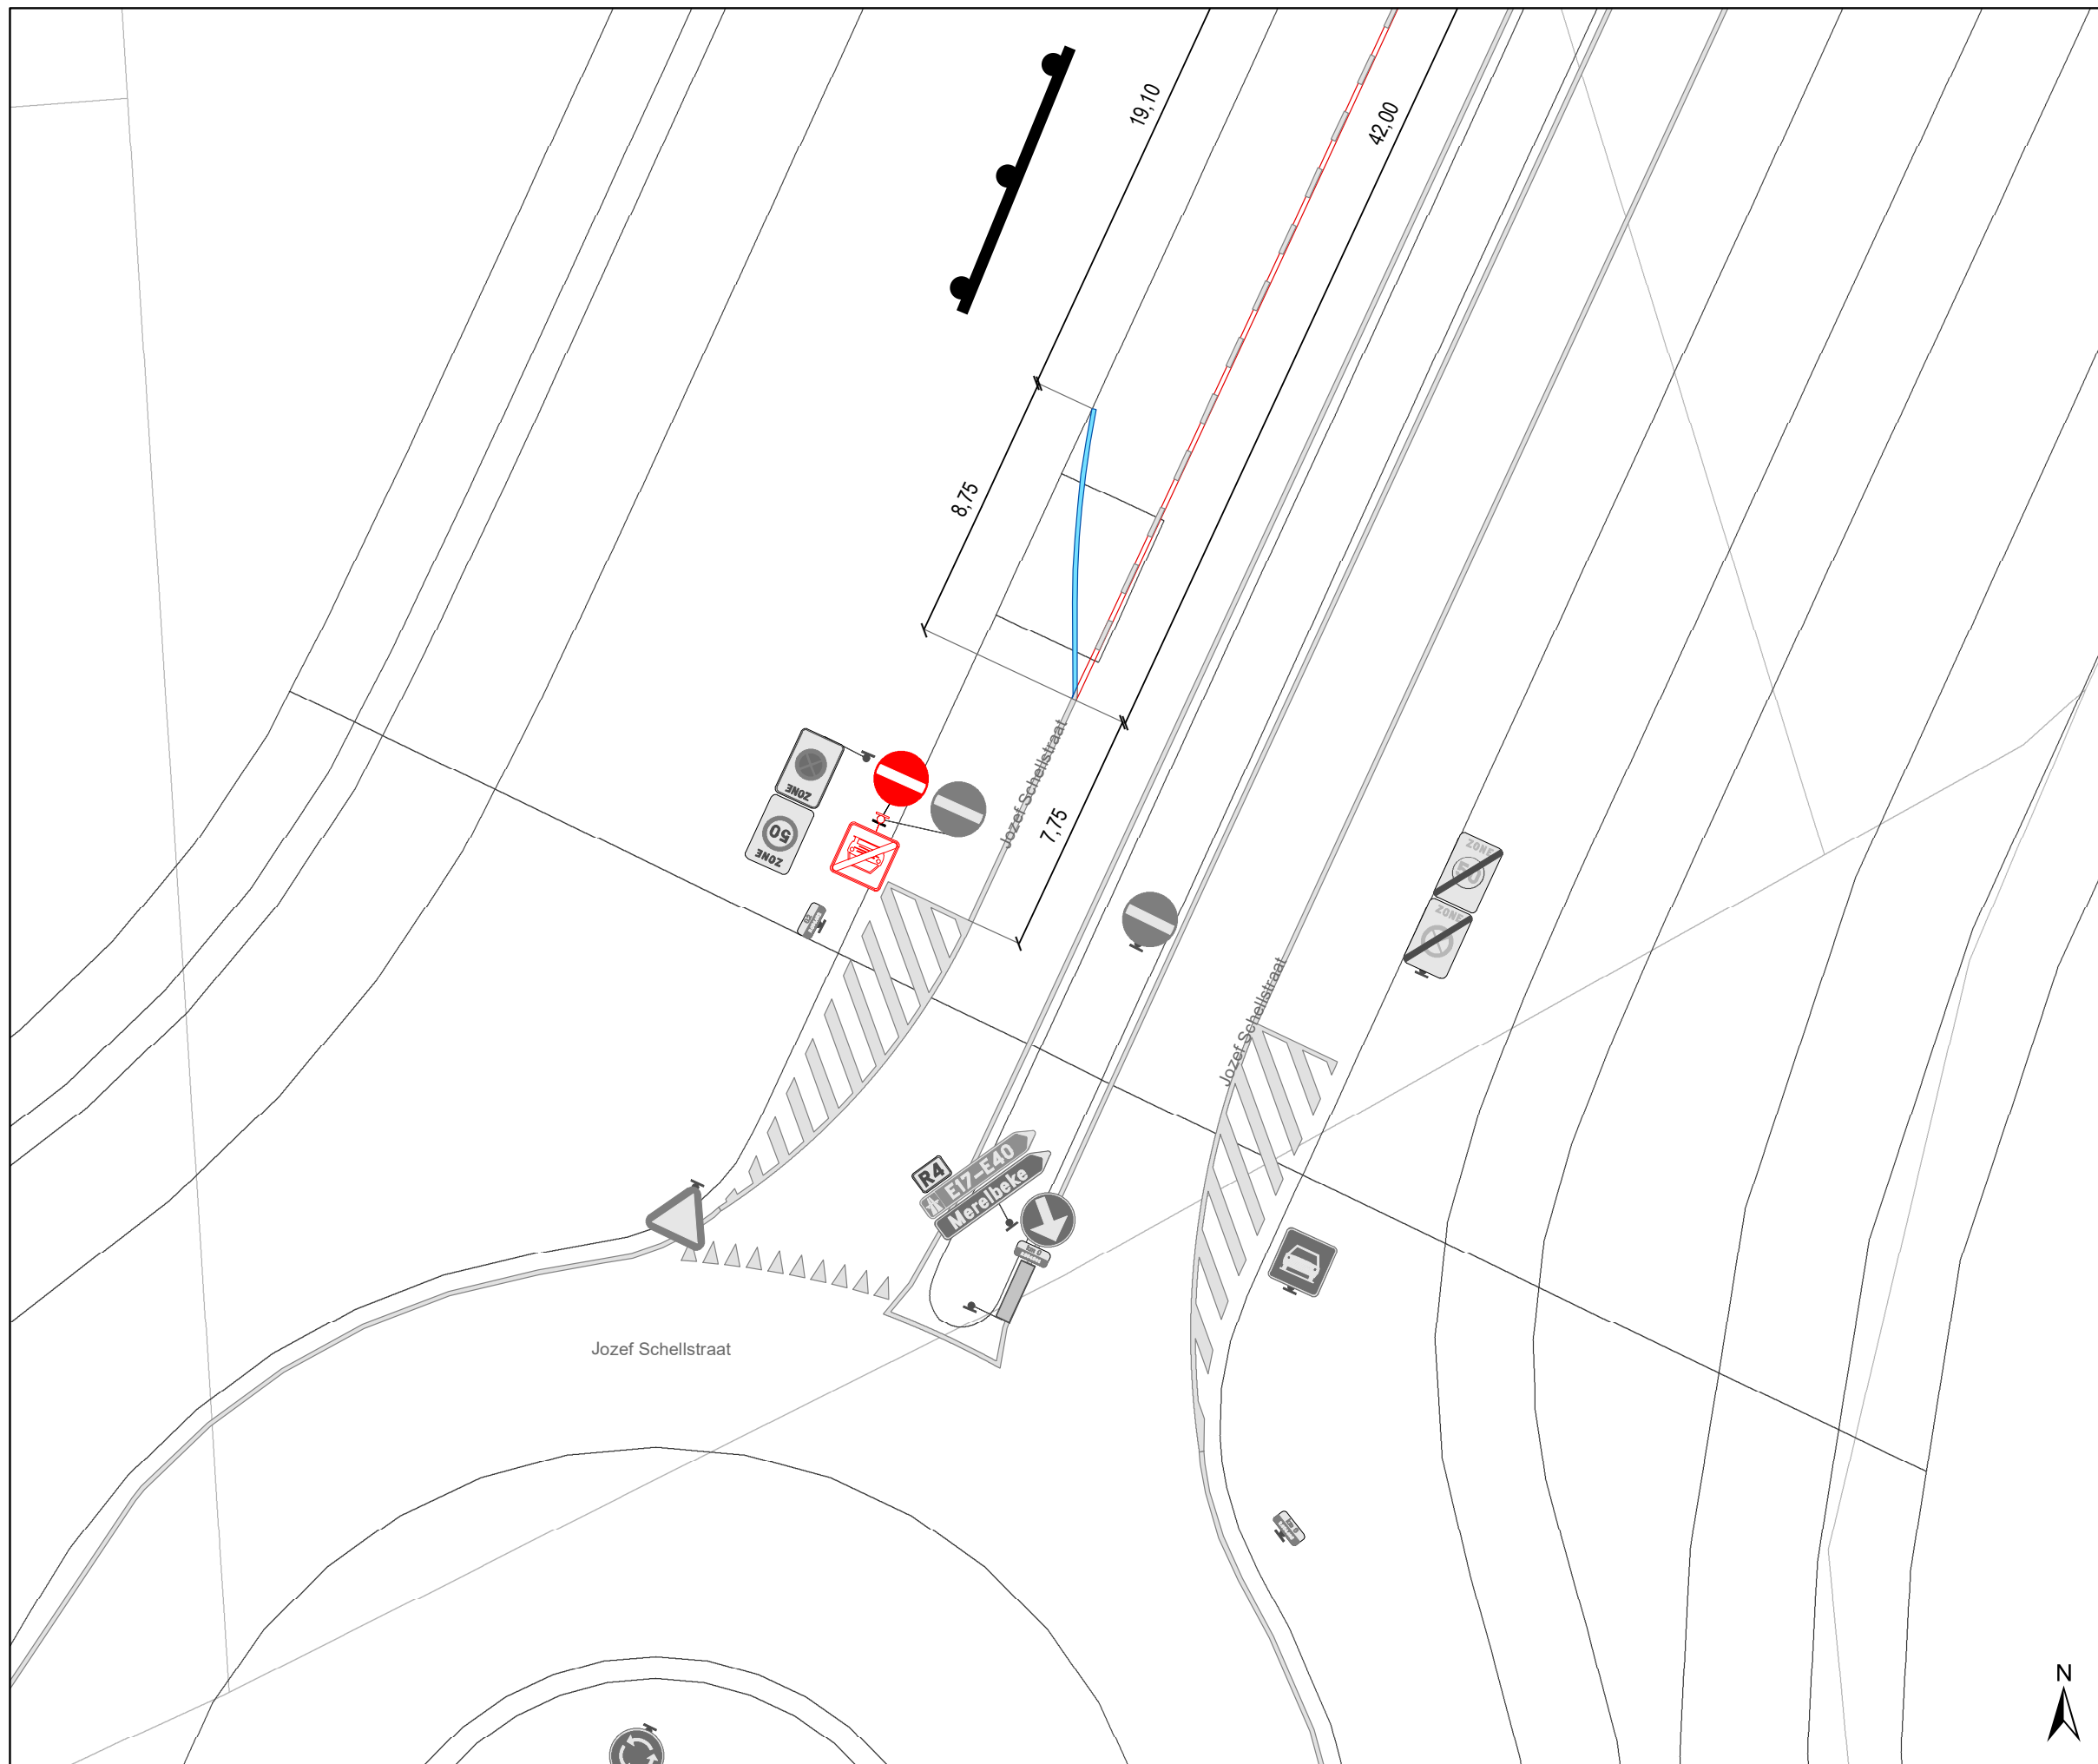 19,10
42,00
8,75
Jozef Schellstraat
7,75
ZONE
50
ZONE
ZONE
50
ZONE
Jozef Schellstraat
R4
E17-E40
Merelbeke
Jozef Schellstraat
N